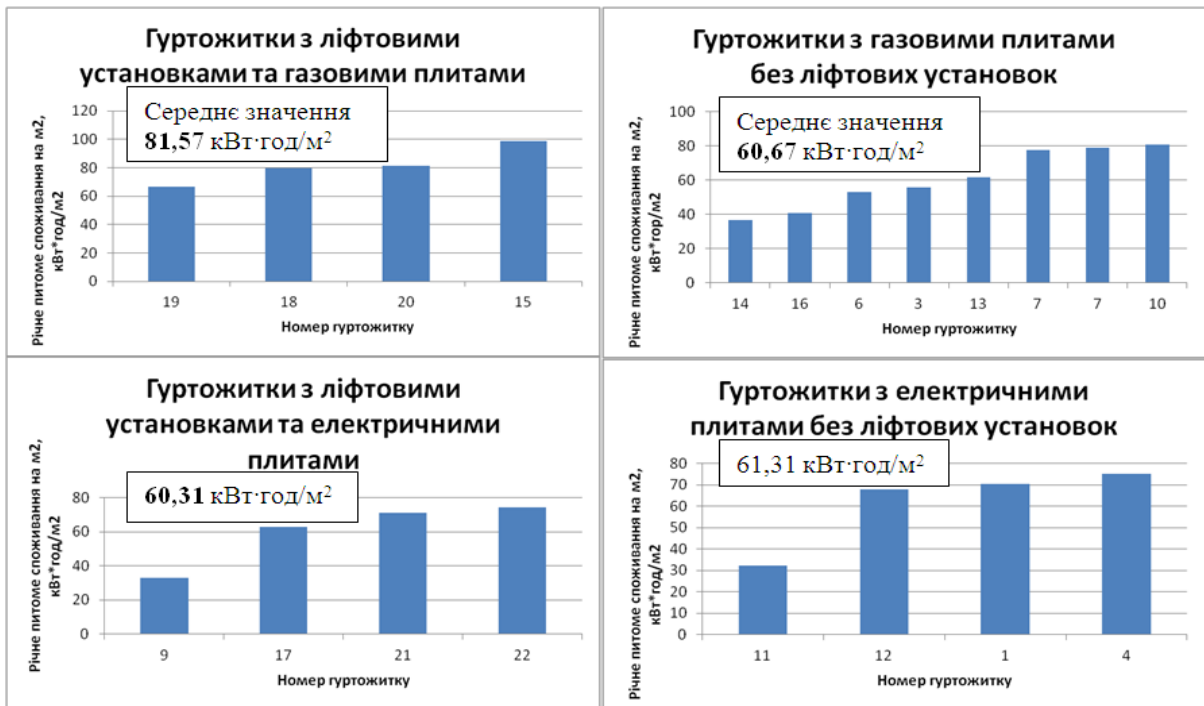 Гуртожитки з ліфтовими
установками та газовими плитами
Середнє значення
81,57 кВт·год/м²
Річне питоме споживання на м2,
кВт*год/м2
120
100
80
60
40
20
0
19 18 20 15
Номер гуртожитку
Гуртожитки з газовими плитами
без ліфтових установок
Середнє значення
60,67 кВт·год/м²
Річне питоме споживання на м2,
кВт*гор/м2
100
80
60
40
20
0
14 16 6 3 13 7 7 10
Номер гуртожитку
Гуртожитки з ліфтовими
установками та електричними
плитами
60,31 кВт·год/м²
Річне питоме споживання на м2,
кВт*год/м2
80
60
40
20
0
9 17 21 22
Номер гуртожитку
Гуртожитки з електричними
плитами без ліфтових установок
61,31 кВт·год/м²
Річне питоме споживання на м2,
кВт*год/м2
80
70
60
50
40
30
20
10
0
11 12 1 4
Номер гуртожитку